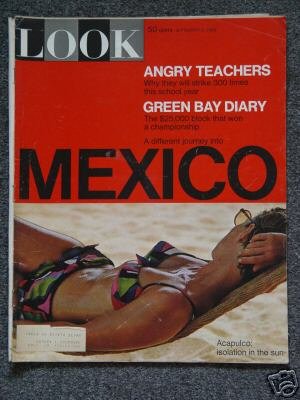 LOOK
50 cents
ANGRY TEACHERS
Why they will strike 300 times
this school year
GREEN BAY DIARY
The $25,000 block that won
a championship
A different journey into
MEXICO
Acapulco:
isolation in the sun